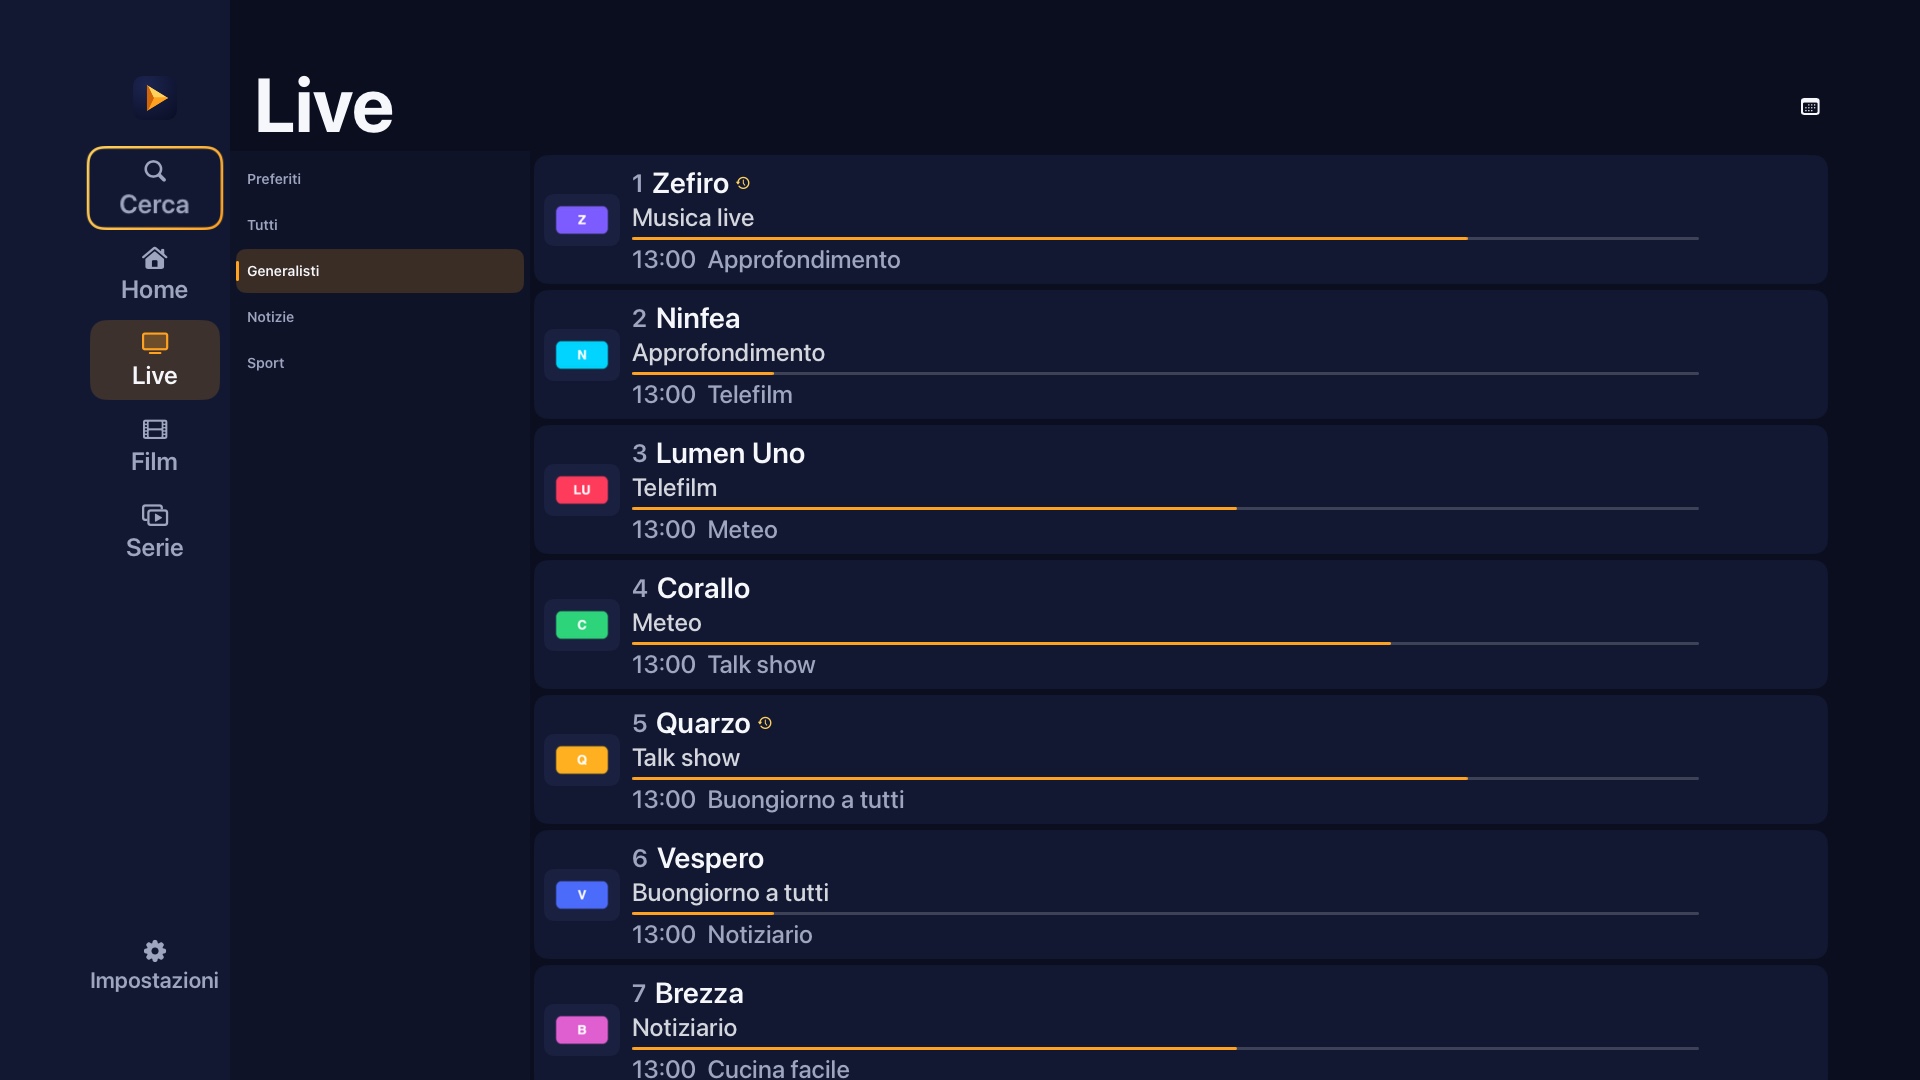 Live
Cerca
Home
Live
Film
Serie
Impostazioni
Preferiti
Tutti
Generalisti
Notizie
Sport
Z
1 Zefiro
Musica live
13:00 Approfondimento
N
2 Ninfea
Approfondimento
13:00 Telefilm
LU
3 Lumen Uno
Telefilm
13:00 Meteo
C
4 Corallo
Meteo
13:00 Talk show
Q
5 Quarzo
Talk show
13:00 Buongiorno a tutti
V
6 Vespero
Buongiorno a tutti
13:00 Notiziario
B
7 Brezza
Notiziario
13:00 Cucina facile